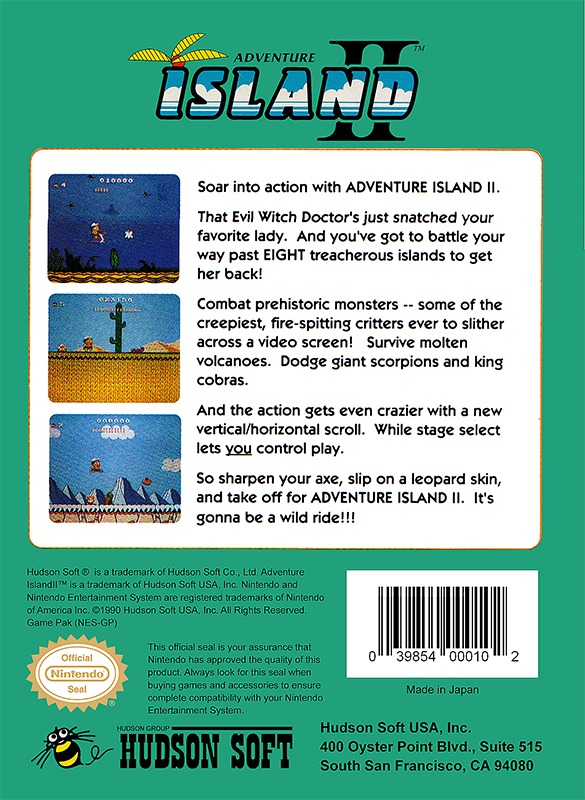 ADVENTURE
ISLAND II™
Soar into action with ADVENTURE ISLAND II.
That Evil Witch Doctor's just snatched your
favorite lady. And you've got to battle your
way past EIGHT treacherous islands to get
her back!
Combat prehistoric monsters -- some of the
creepiest, fire-spitting critters ever to slither
across a video screen! Survive molten
volcanoes. Dodge giant scorpions and king
cobras.
And the action gets even crazier with a new
vertical/horizontal scroll. While stage select
lets you control play.
So sharpen your axe, slip on a leopard skin,
and take off for ADVENTURE ISLAND II. It's
gonna be a wild ride!!!
Hudson Soft ® is a trademark of Hudson Soft Co., Ltd. Adventure
IslandII™ is a trademark of Hudson Soft USA, Inc. Nintendo and
Nintendo Entertainment System are registered trademarks of Nintendo
of America Inc. ©1990 Hudson Soft USA, Inc. All Rights Reserved.
Game Pak (NES-GP)
0 39854 00010 2
Made in Japan
Official
Nintendo
Seal
®
This official seal is your assurance that
Nintendo has approved the quality of this
product. Always look for this seal when
buying games and accessories to ensure
complete compatibility with your Nintendo
Entertainment System.
HUDSON GROUP
HUDSON SOFT
Hudson Soft USA, Inc.
400 Oyster Point Blvd., Suite 515
South San Francisco, CA 94080